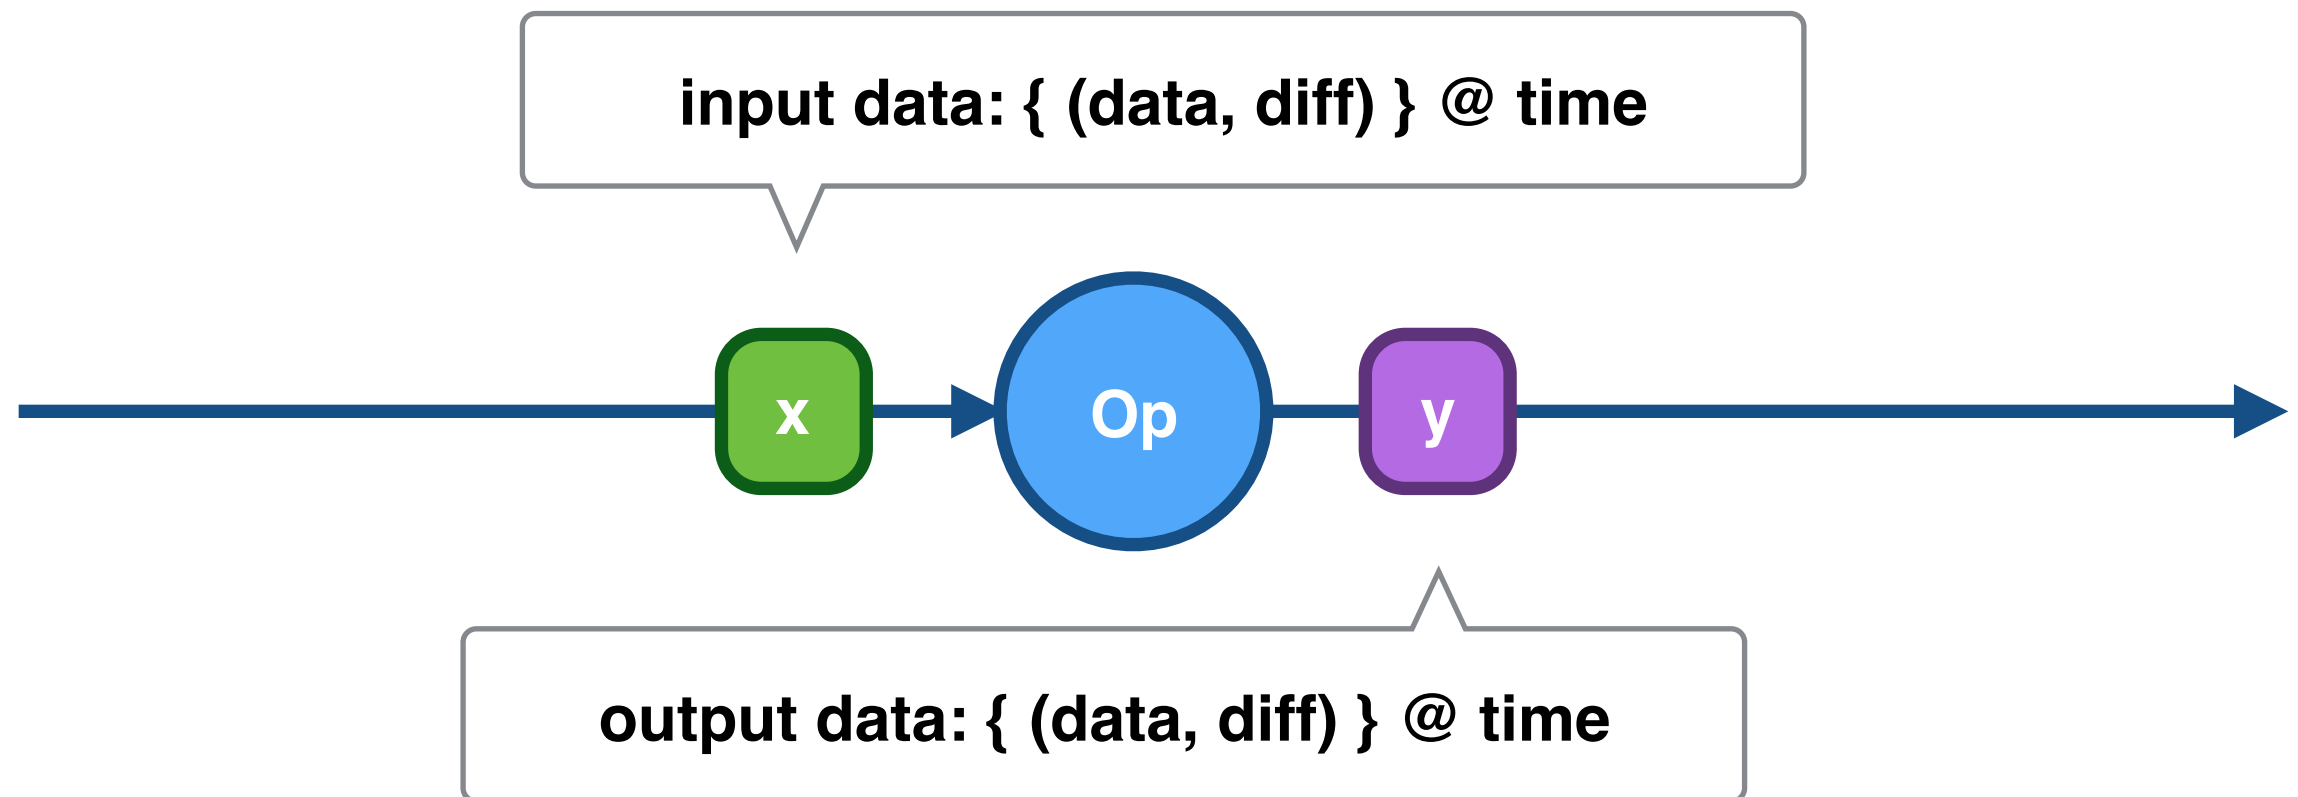 input data: { (data, diff) } @ time
x
Op
y
output data: { (data, diff) } @ time